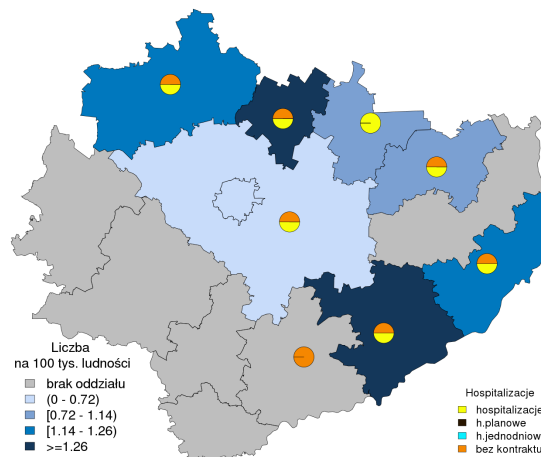 Liczba
na 100 tys. ludności
brak oddziału
(0 - 0.72)
[0.72 - 1.14)
[1.14 - 1.26)
>=1.26
Hospitalizacje
hospitalizacje
h.planowe
h.jednodniowe
bez kontraktu